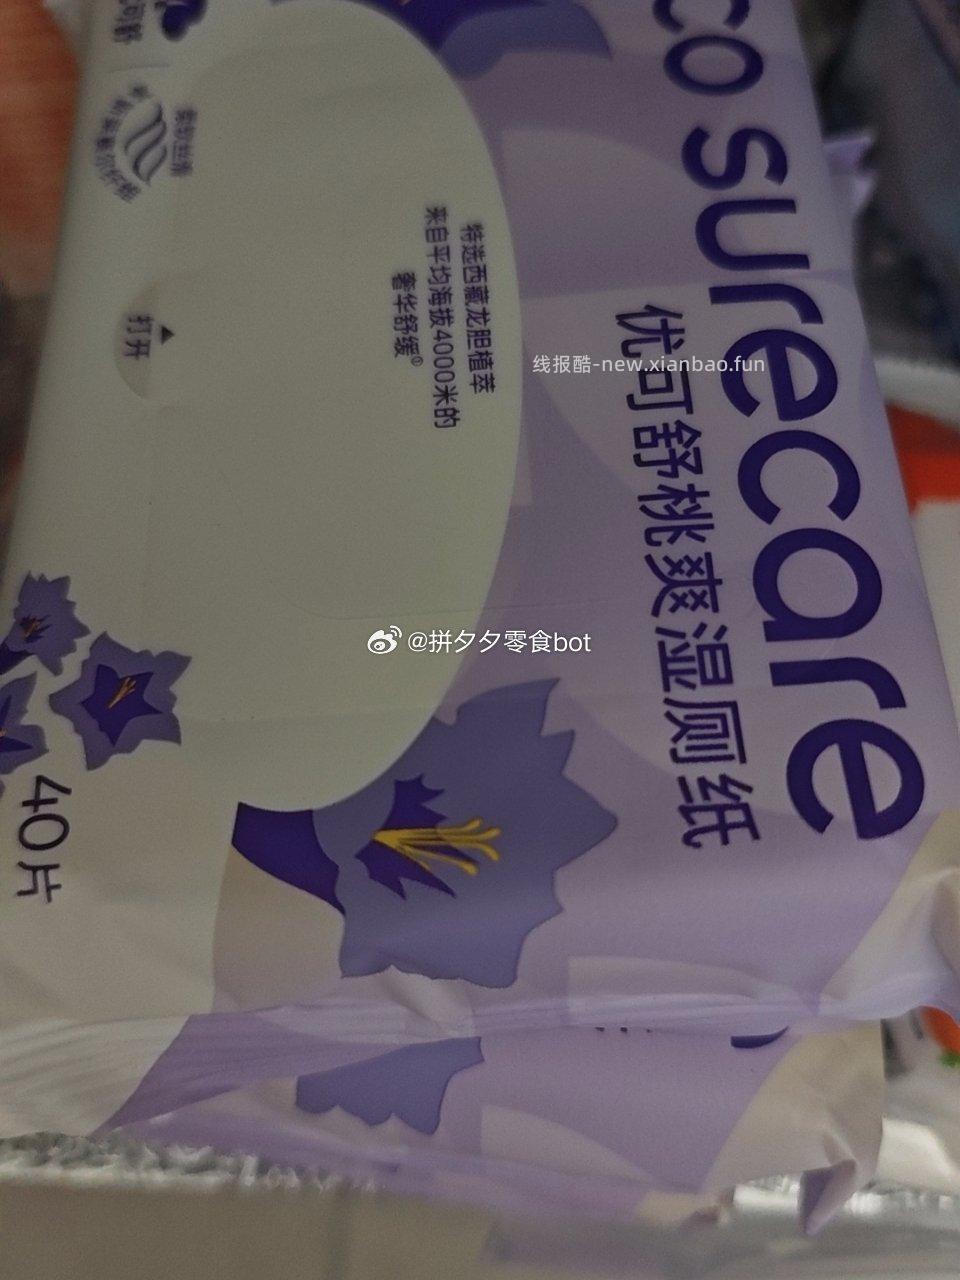 co surecare
优可舒桃爽湿厕纸
特选西藏龙胆植萃
来自平均海拔4000米的
奢华舒缓
打开
40片
线报酷-new.xianbao.fun
@拼夕夕零食bot